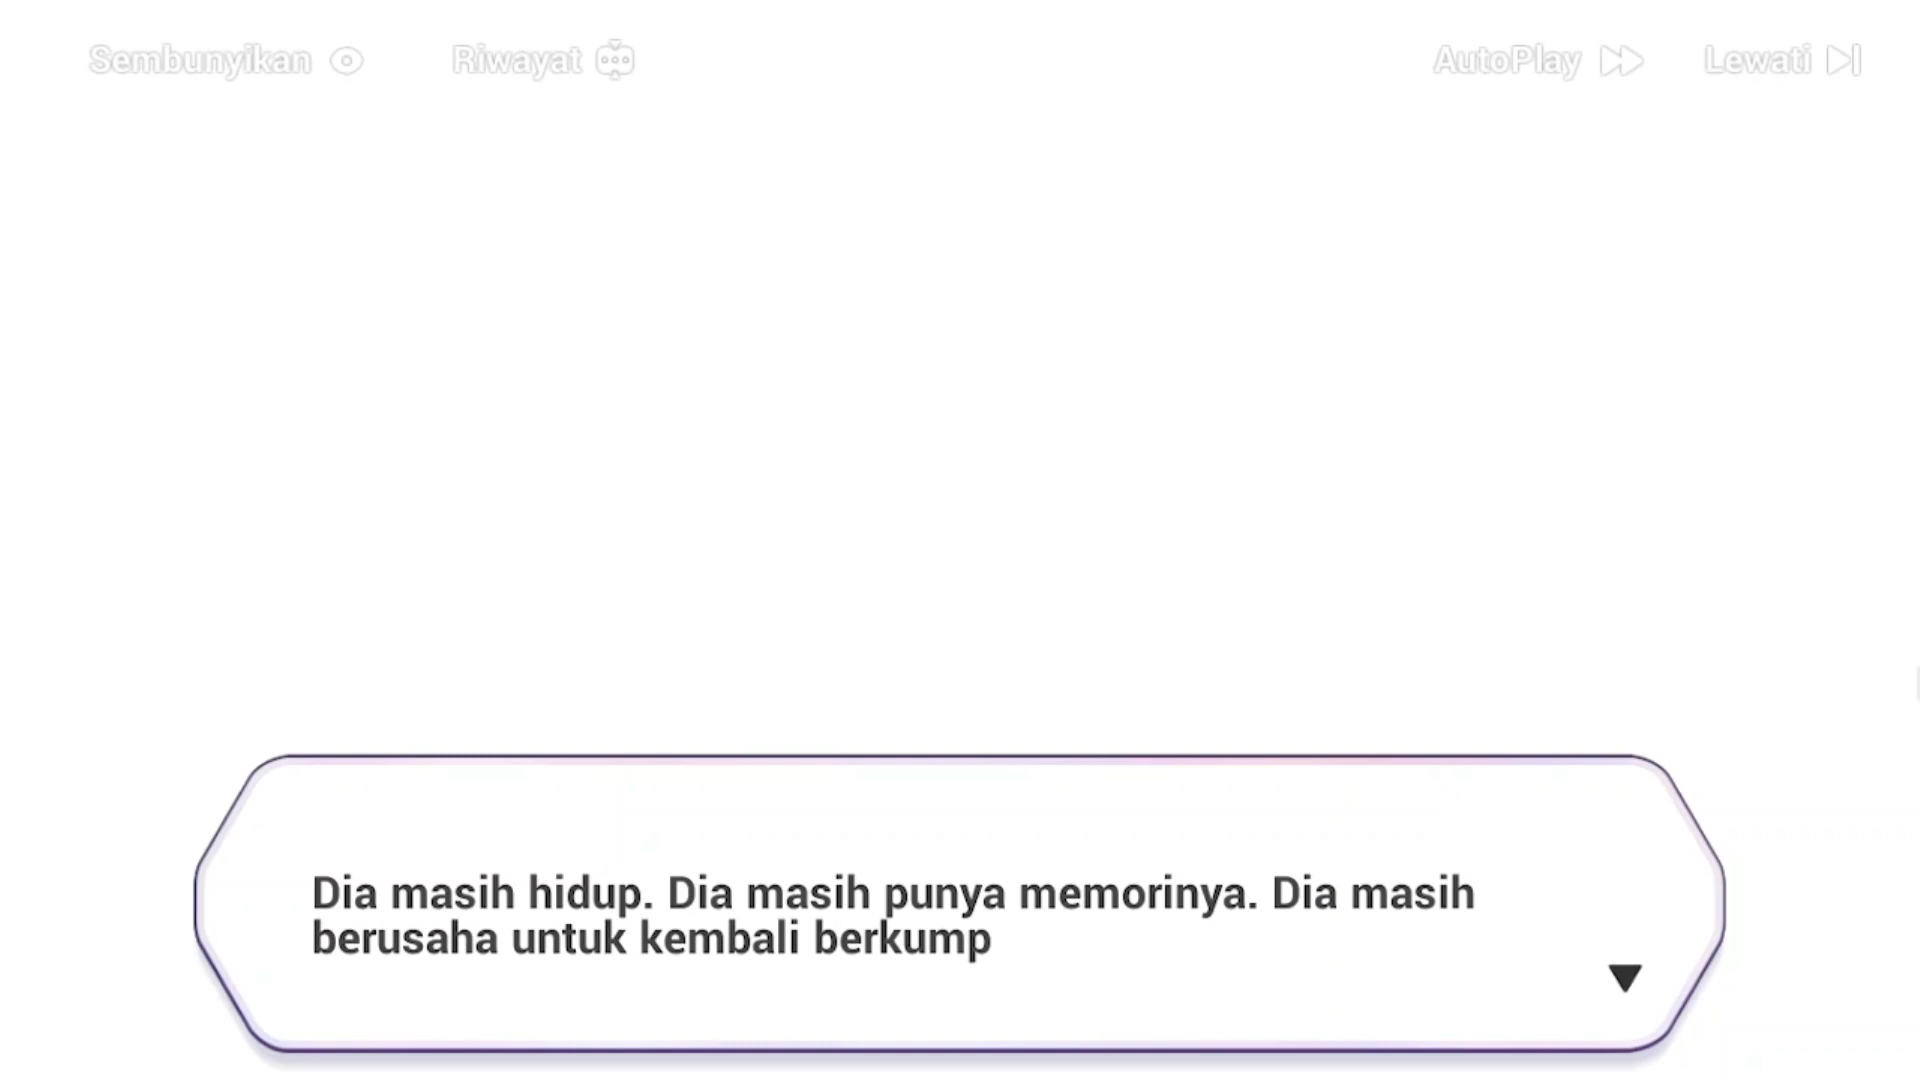 Sembunyikan
Riwayat
AutoPlay
Lewati
Dia masih hidup. Dia masih punya memorinya. Dia masih
berusaha untuk kembali berkump